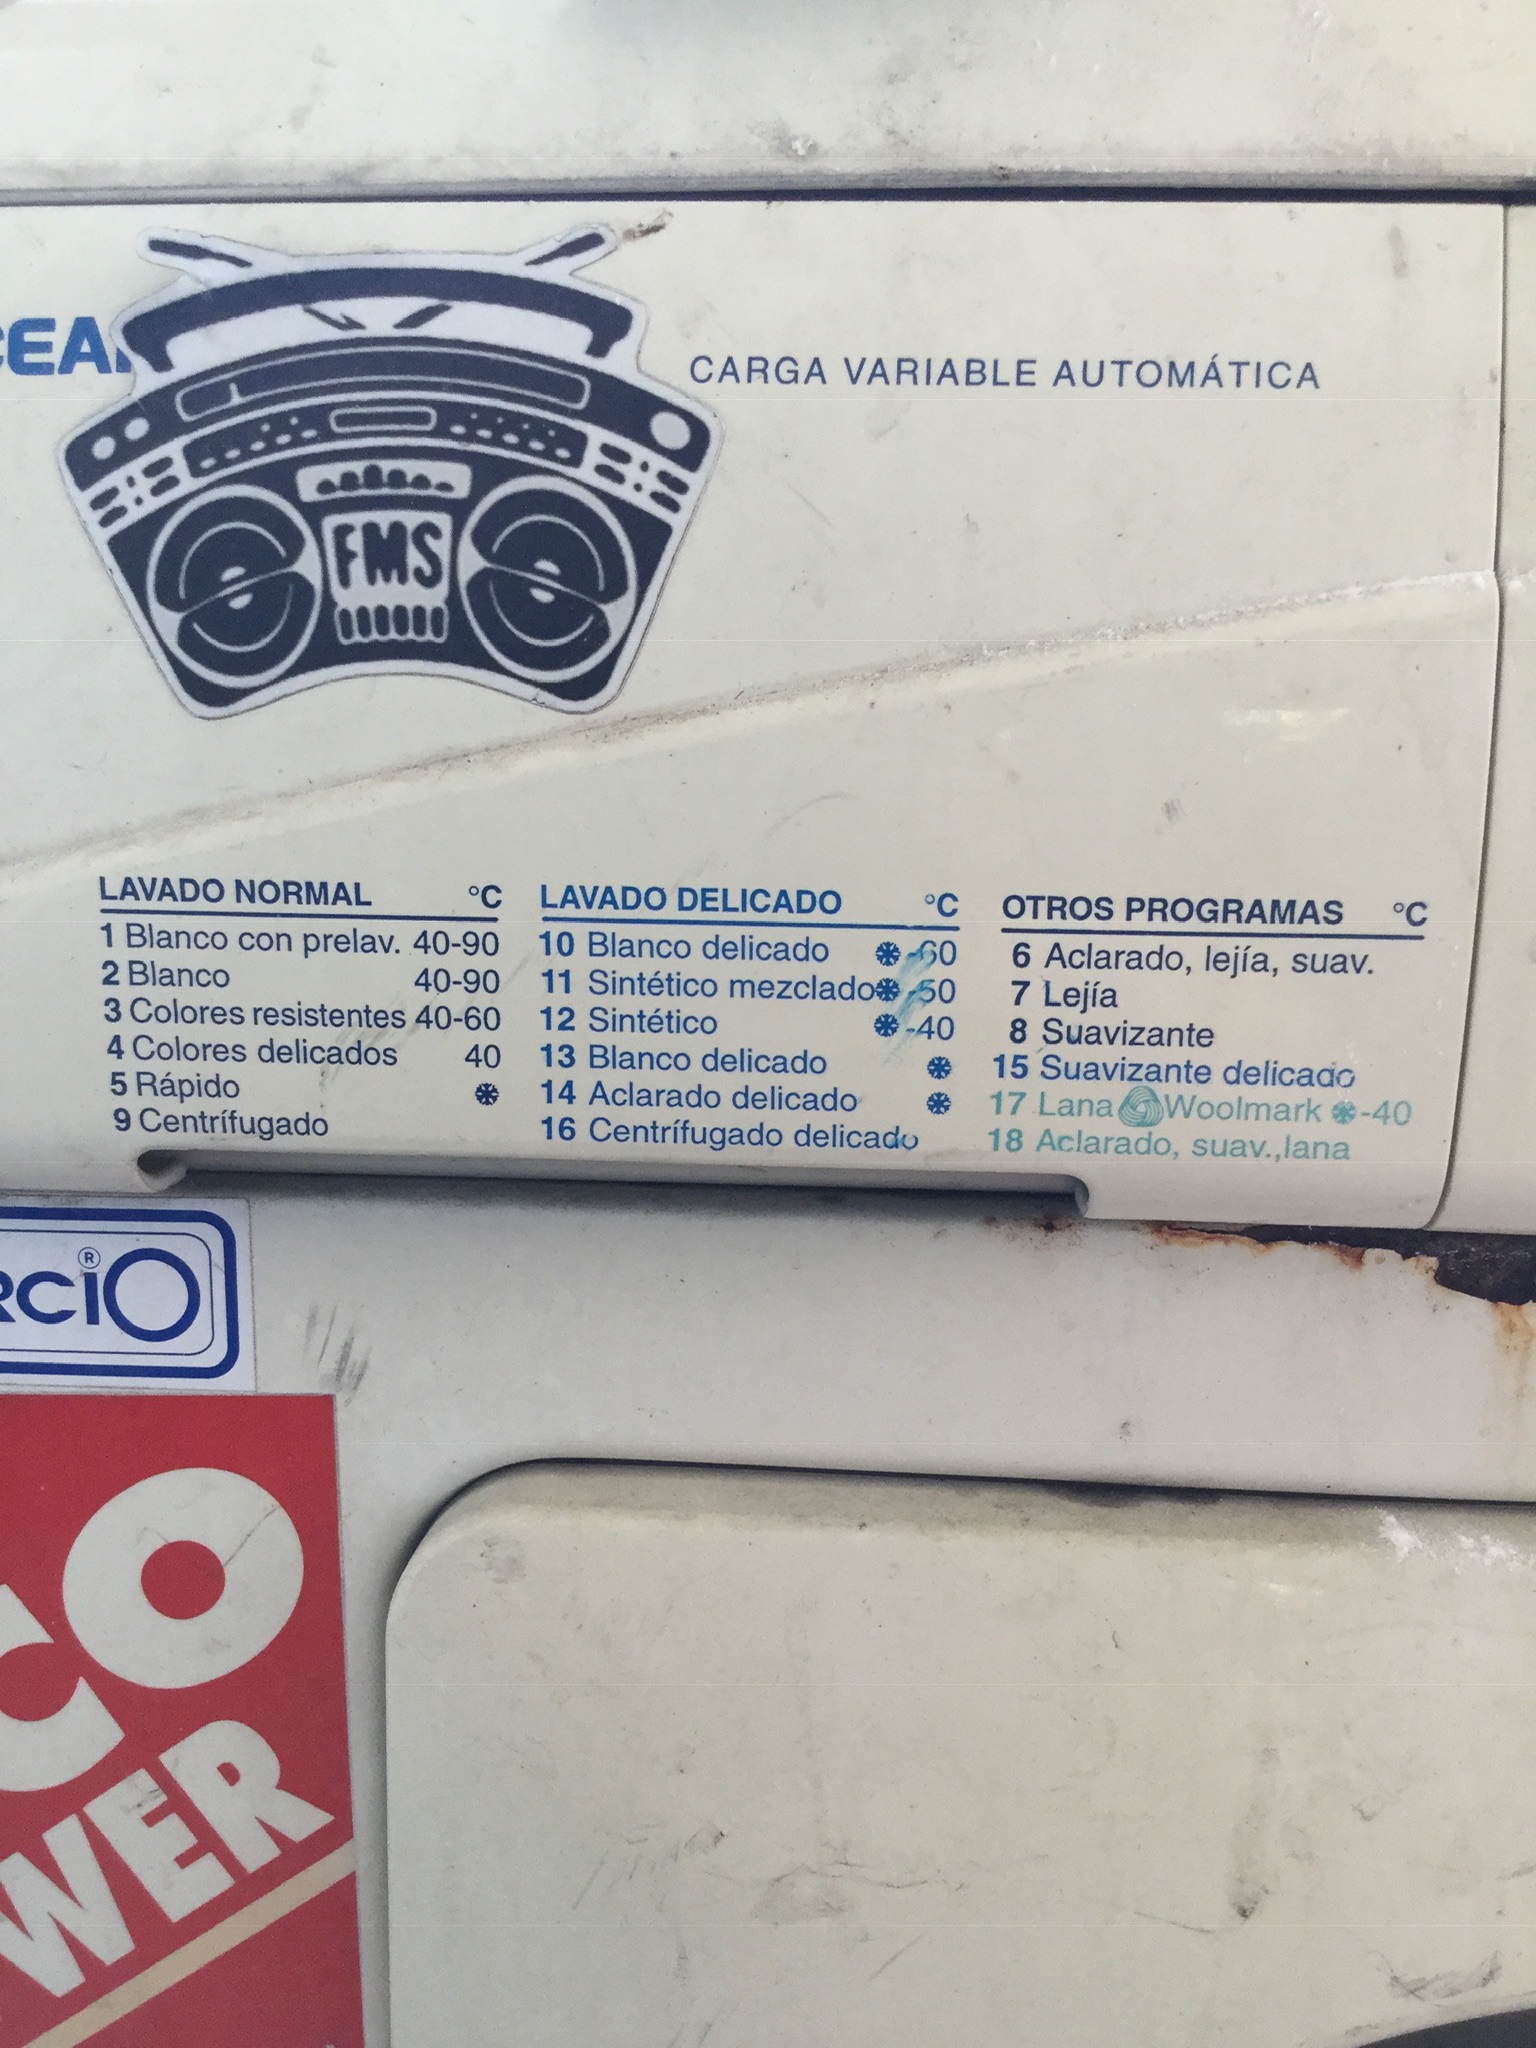 CARGA VARIABLE AUTOMÁTICA
FMS
LAVADO NORMAL °C
1 Blanco con prelav. 40-90
2 Blanco 40-90
3 Colores resistentes 40-60
4 Colores delicados 40
5 Rápido ❄
9 Centrífugado
LAVADO DELICADO °C
10 Blanco delicado ❄-60
11 Sintético mezclado ❄-50
12 Sintético ❄-40
13 Blanco delicado ❄
14 Aclarado delicado ❄
16 Centrífugado delicado
OTROS PROGRAMAS °C
6 Aclarado, lejía, suav.
7 Lejía
8 Suavizante
15 Suavizante delicado
17 Lana Woolmark ❄-40
18 Aclarado, suav.,lana
RCIO®
CO
WER